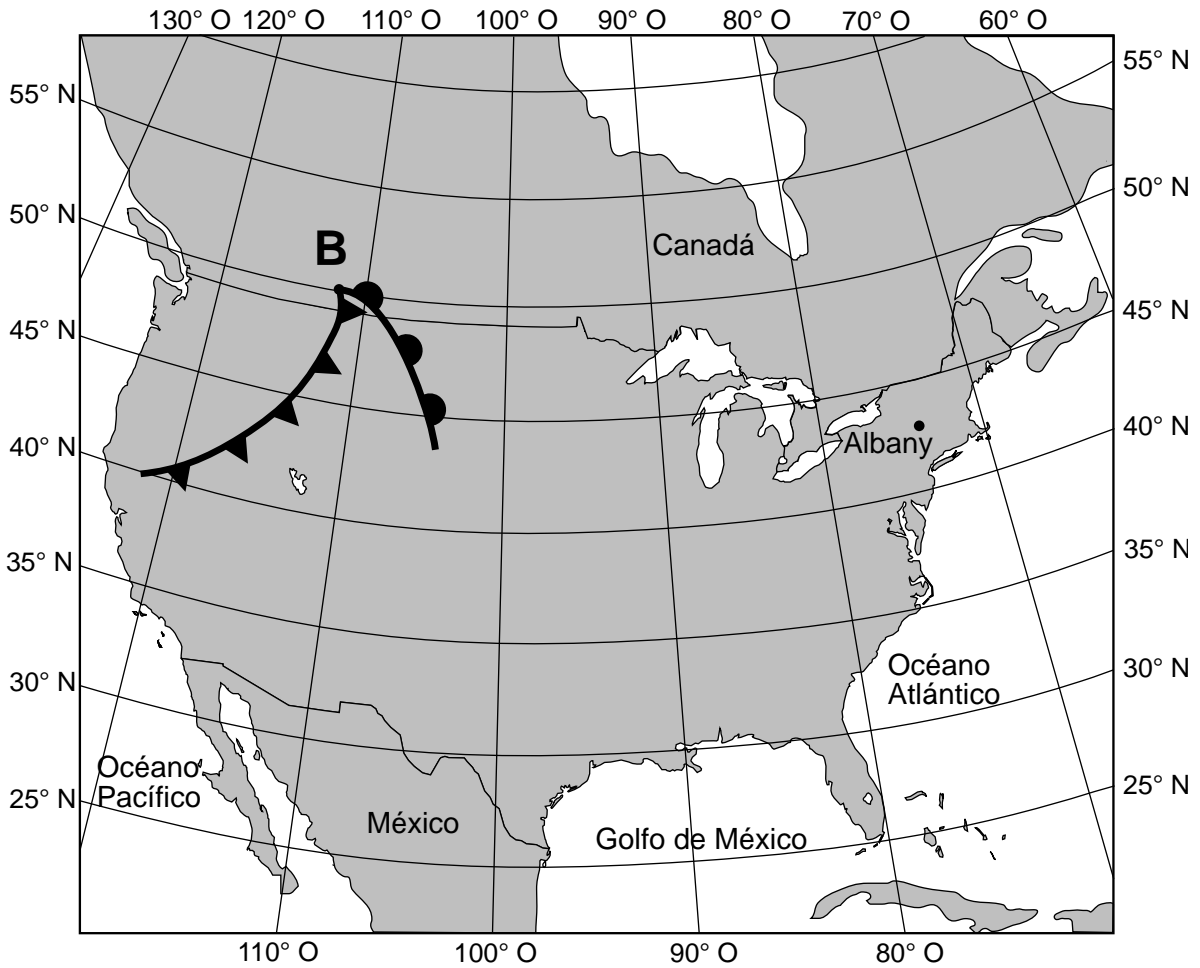 130° O 120° O 110° O 100° O 90° O 80° O 70° O 60° O
55° N
55° N
50° N
50° N
B
Canadá
45° N
45° N
40° N
40° N
Albany
35° N
35° N
Océano
Atlántico
30° N
30° N
Océano
Pacífico
25° N
25° N
México
Golfo de México
110° O 100° O 90° O 80° O